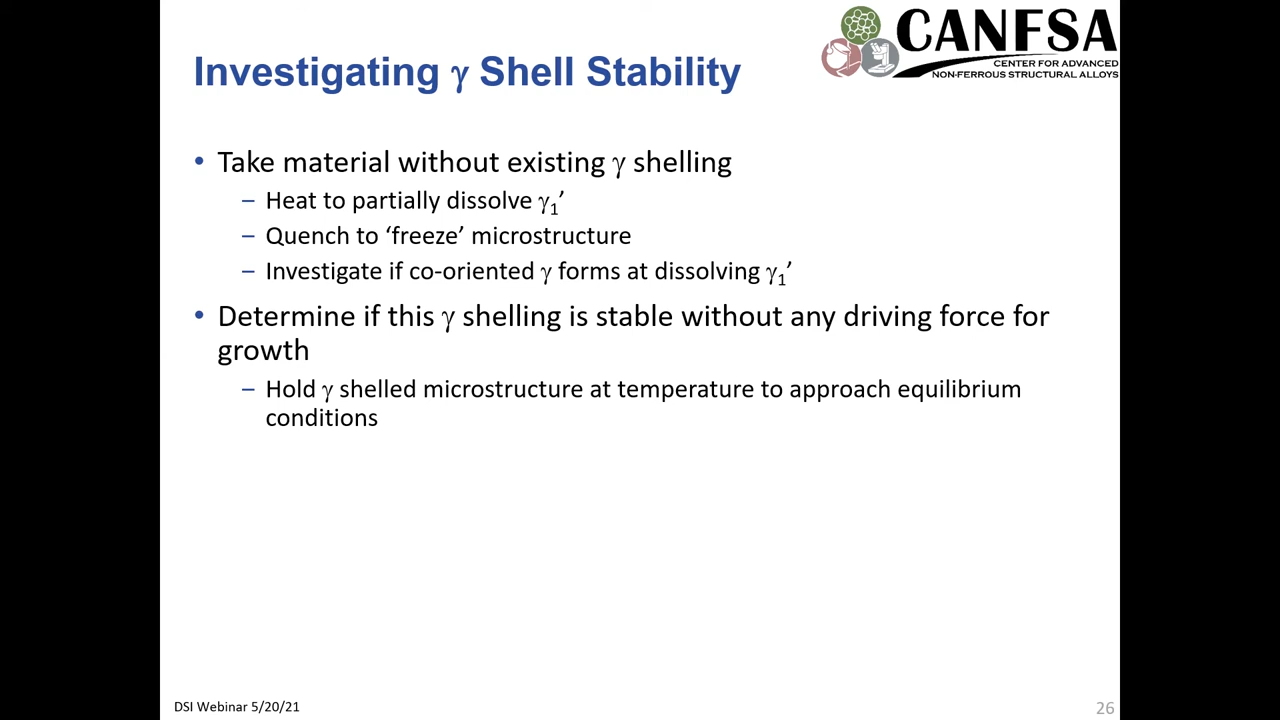 CANFSA
CENTER FOR ADVANCED
NON-FERROUS STRUCTURAL ALLOYS
Investigating γ Shell Stability
• Take material without existing γ shelling
– Heat to partially dissolve γ₁’
– Quench to ‘freeze’ microstructure
– Investigate if co-oriented γ forms at dissolving γ₁’
• Determine if this γ shelling is stable without any driving force for
growth
– Hold γ shelled microstructure at temperature to approach equilibrium
conditions
DSI Webinar 5/20/21
26